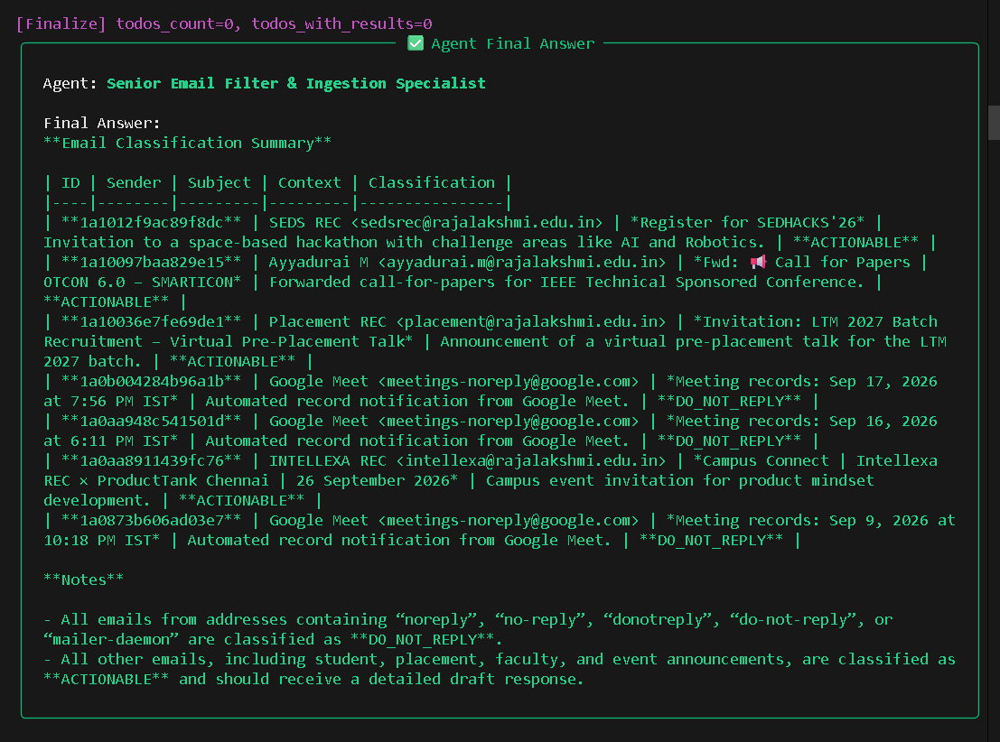 [Finalize] todos_count=0, todos_with_results=0
✅ Agent Final Answer
Agent: Senior Email Filter & Ingestion Specialist
Final Answer:
**Email Classification Summary**
| ID | Sender | Subject | Context | Classification |
|----|--------|---------|---------|----------------|
| **1a1012f9ac89f8dc** | SEDS REC <sedsrec@rajalakshmi.edu.in> | *Register for SEDHACKS'26* |
Invitation to a space-based hackathon with challenge areas like AI and Robotics. | **ACTIONABLE** |
| **1a10097baa829e15** | Ayyadurai M <ayyadurai.m@rajalakshmi.edu.in> | *Fwd: 📢 Call for Papers |
OTCON 6.0 – SMARTICON* | Forwarded call-for-papers for IEEE Technical Sponsored Conference. |
**ACTIONABLE** |
| **1a10036e7fe69de1** | Placement REC <placement@rajalakshmi.edu.in> | *Invitation: LTM 2027 Batch
Recruitment – Virtual Pre-Placement Talk* | Announcement of a virtual pre-placement talk for the LTM
2027 batch. | **ACTIONABLE** |
| **1a0b004284b96a1b** | Google Meet <meetings-noreply@google.com> | *Meeting records: Sep 17, 2026
at 7:56 PM IST* | Automated record notification from Google Meet. | **DO_NOT_REPLY** |
| **1a0aa948c541501d** | Google Meet <meetings-noreply@google.com> | *Meeting records: Sep 16, 2026
at 6:11 PM IST* | Automated record notification from Google Meet. | **DO_NOT_REPLY** |
| **1a0aa8911439fc76** | INTELLEXA REC <intellexa@rajalakshmi.edu.in> | *Campus Connect | Intellexa
REC × ProductTank Chennai | 26 September 2026* | Campus event invitation for product mindset
development. | **ACTIONABLE** |
| **1a0873b606ad03e7** | Google Meet <meetings-noreply@google.com> | *Meeting records: Sep 9, 2026 at
10:18 PM IST* | Automated record notification from Google Meet. | **DO_NOT_REPLY** |
**Notes**
- All emails from addresses containing “noreply”, “no-reply”, “donotreply”, “do-not-reply”, or
“mailer-daemon” are classified as **DO_NOT_REPLY**.
- All other emails, including student, placement, faculty, and event announcements, are classified as
**ACTIONABLE** and should receive a detailed draft response.